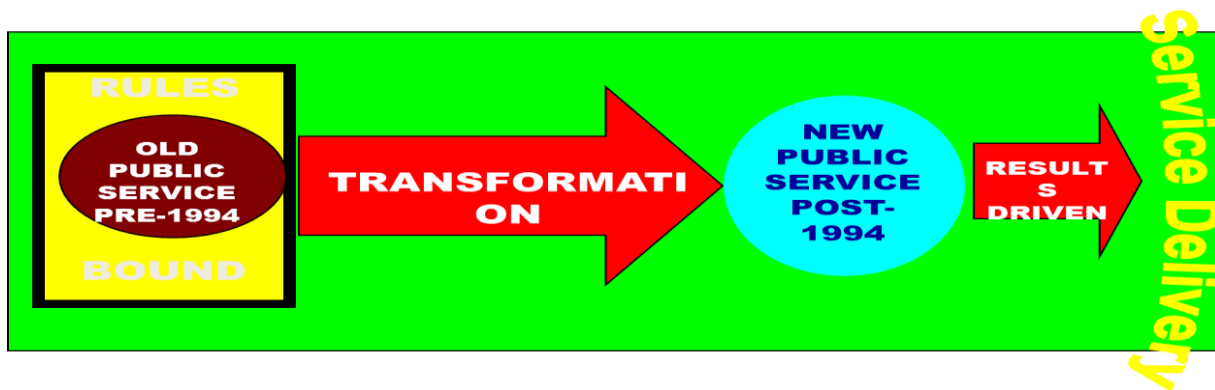 RULES
OLD
PUBLIC
SERVICE
PRE-1994
BOUND
TRANSFORMATI
ON
NEW
PUBLIC
SERVICE
POST-
1994
RESULT
S
DRIVEN
Service Delivery